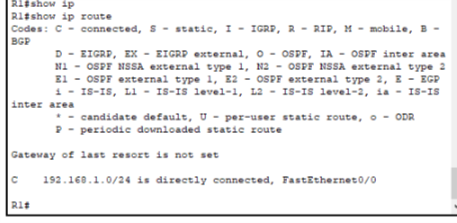 R1#show ip
R1#show ip route
Codes: C - connected, S - static, I - IGRP, R - RIP, M - mobile, B -
BGP
D - EIGRP, EX - EIGRP external, O - OSPF, IA - OSPF inter area
N1 - OSPF NSSA external type 1, N2 - OSPF NSSA external type 2
E1 - OSPF external type 1, E2 - OSPF external type 2, E - EGP
i - IS-IS, L1 - IS-IS level-1, L2 - IS-IS level-2, ia - IS-IS
inter area
* - candidate default, U - per-user static route, o - ODR
P - periodic downloaded static route
Gateway of last resort is not set
C 192.168.1.0/24 is directly connected, FastEthernet0/0
R1#